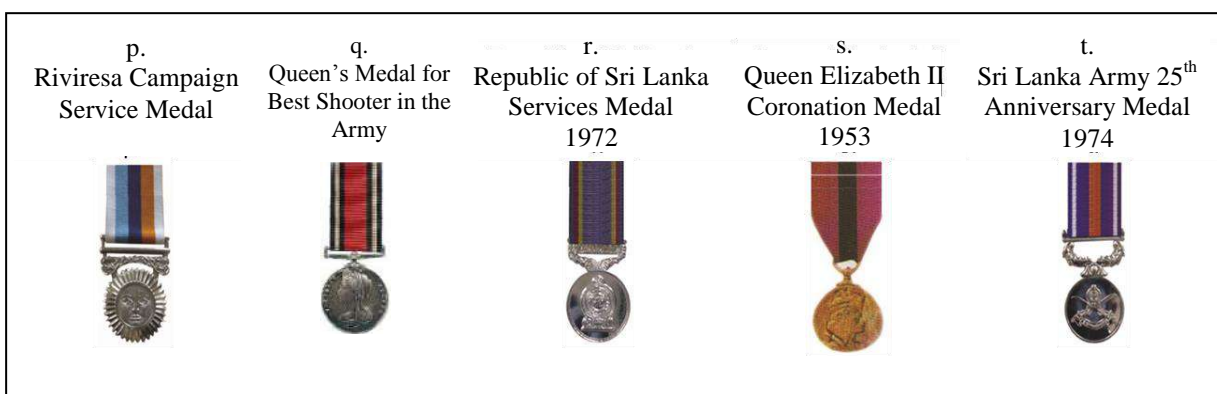 p.
Riviresa Campaign
Service Medal
q.
Queen's Medal for
Best Shooter in the
Army
r.
Republic of Sri Lanka
Services Medal
1972
s.
Queen Elizabeth II
Coronation Medal
1953
t.
Sri Lanka Army 25th
Anniversary Medal
1974